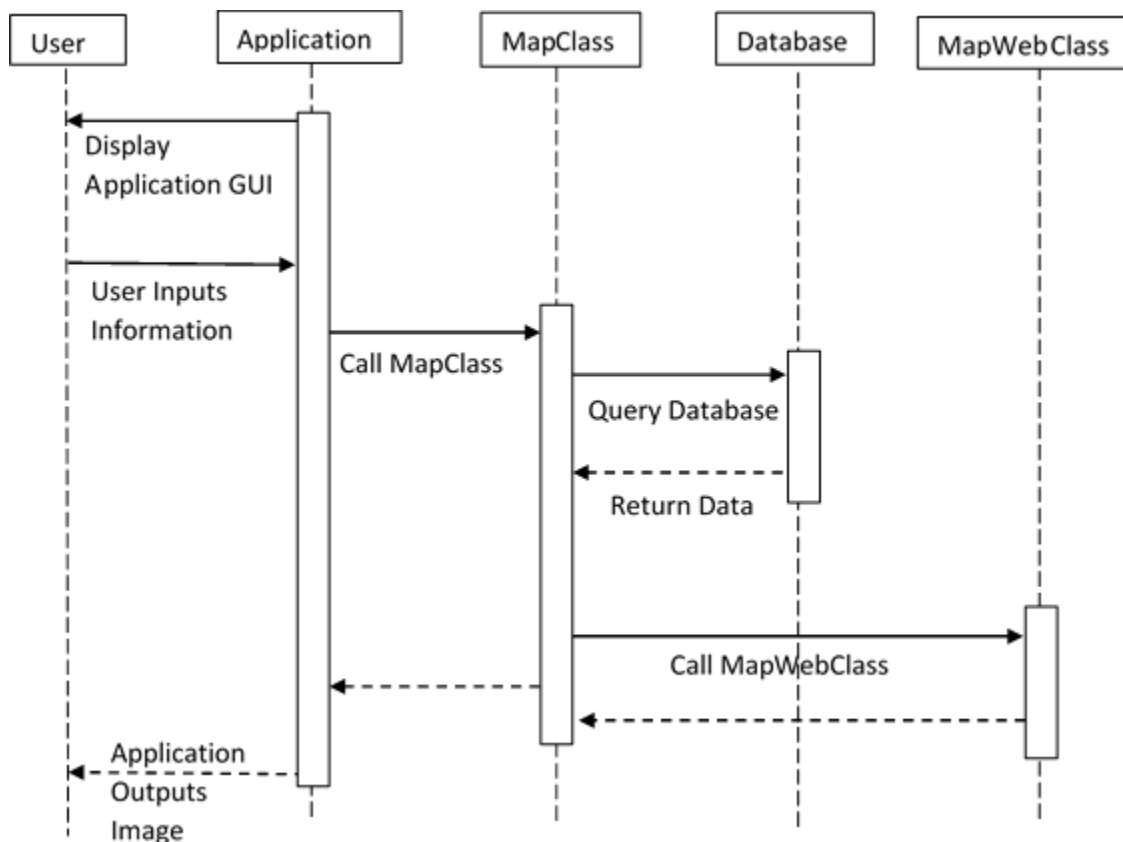 User
Application
MapClass
Database
MapWebClass
Display
Application GUI
User Inputs
Information
Call MapClass
Query Database
Return Data
Call MapWebClass
Application
Outputs
Image